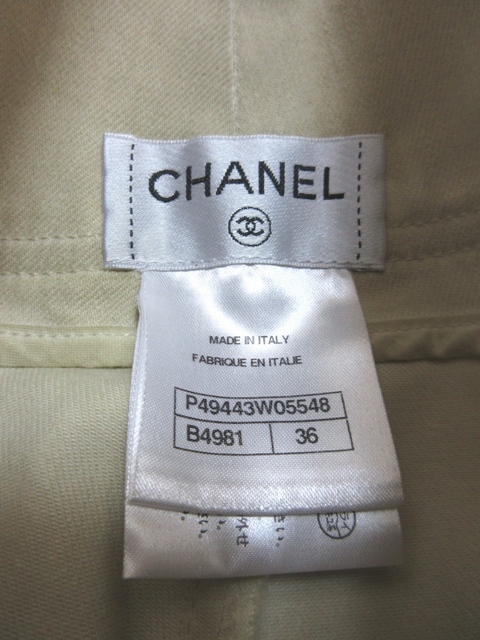 CHANEL
MADE IN ITALY
FABRIQUE EN ITALIE
P49443W05548
B4981 36